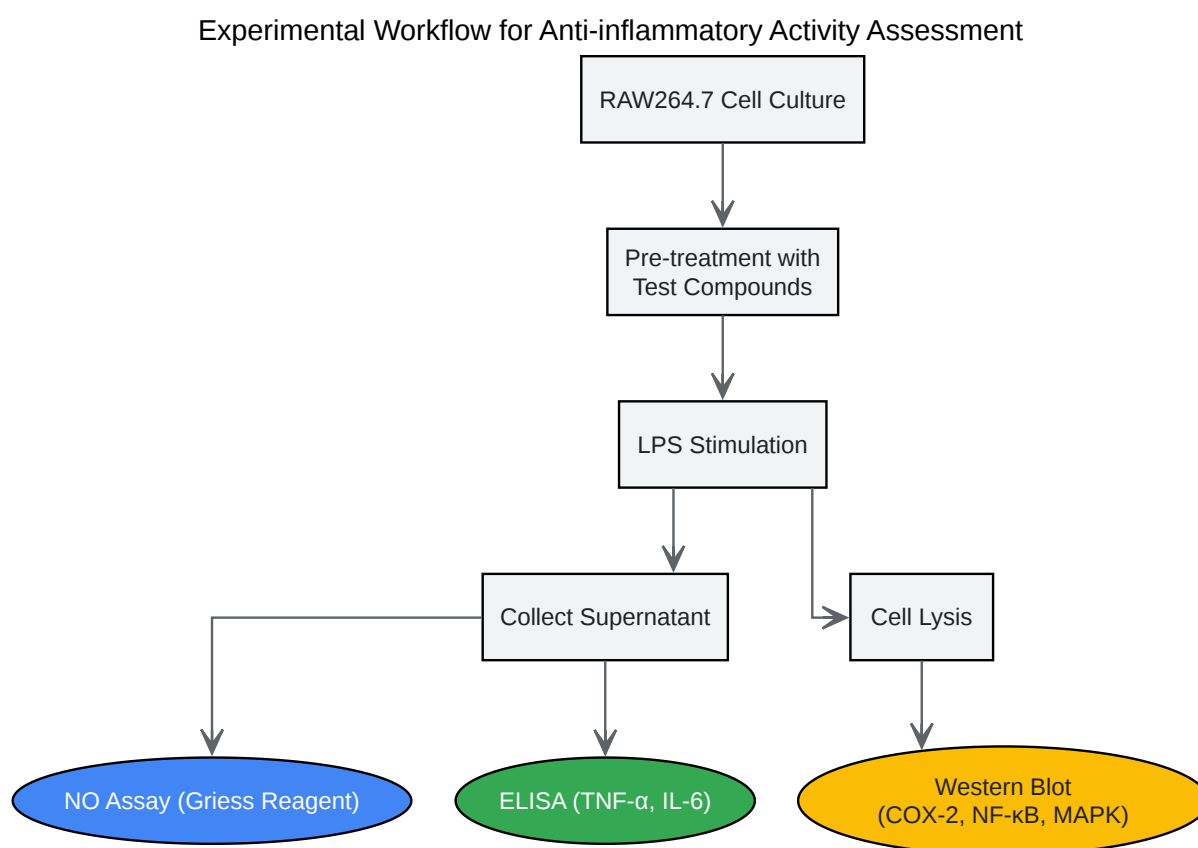 Experimental Workflow for Anti-inflammatory Activity Assessment
RAW264.7 Cell Culture
Pre-treatment with
Test Compounds
LPS Stimulation
Collect Supernatant
Cell Lysis
NO Assay (Griess Reagent)
ELISA (TNF-α, IL-6)
Western Blot
(COX-2, NF-κB, MAPK)